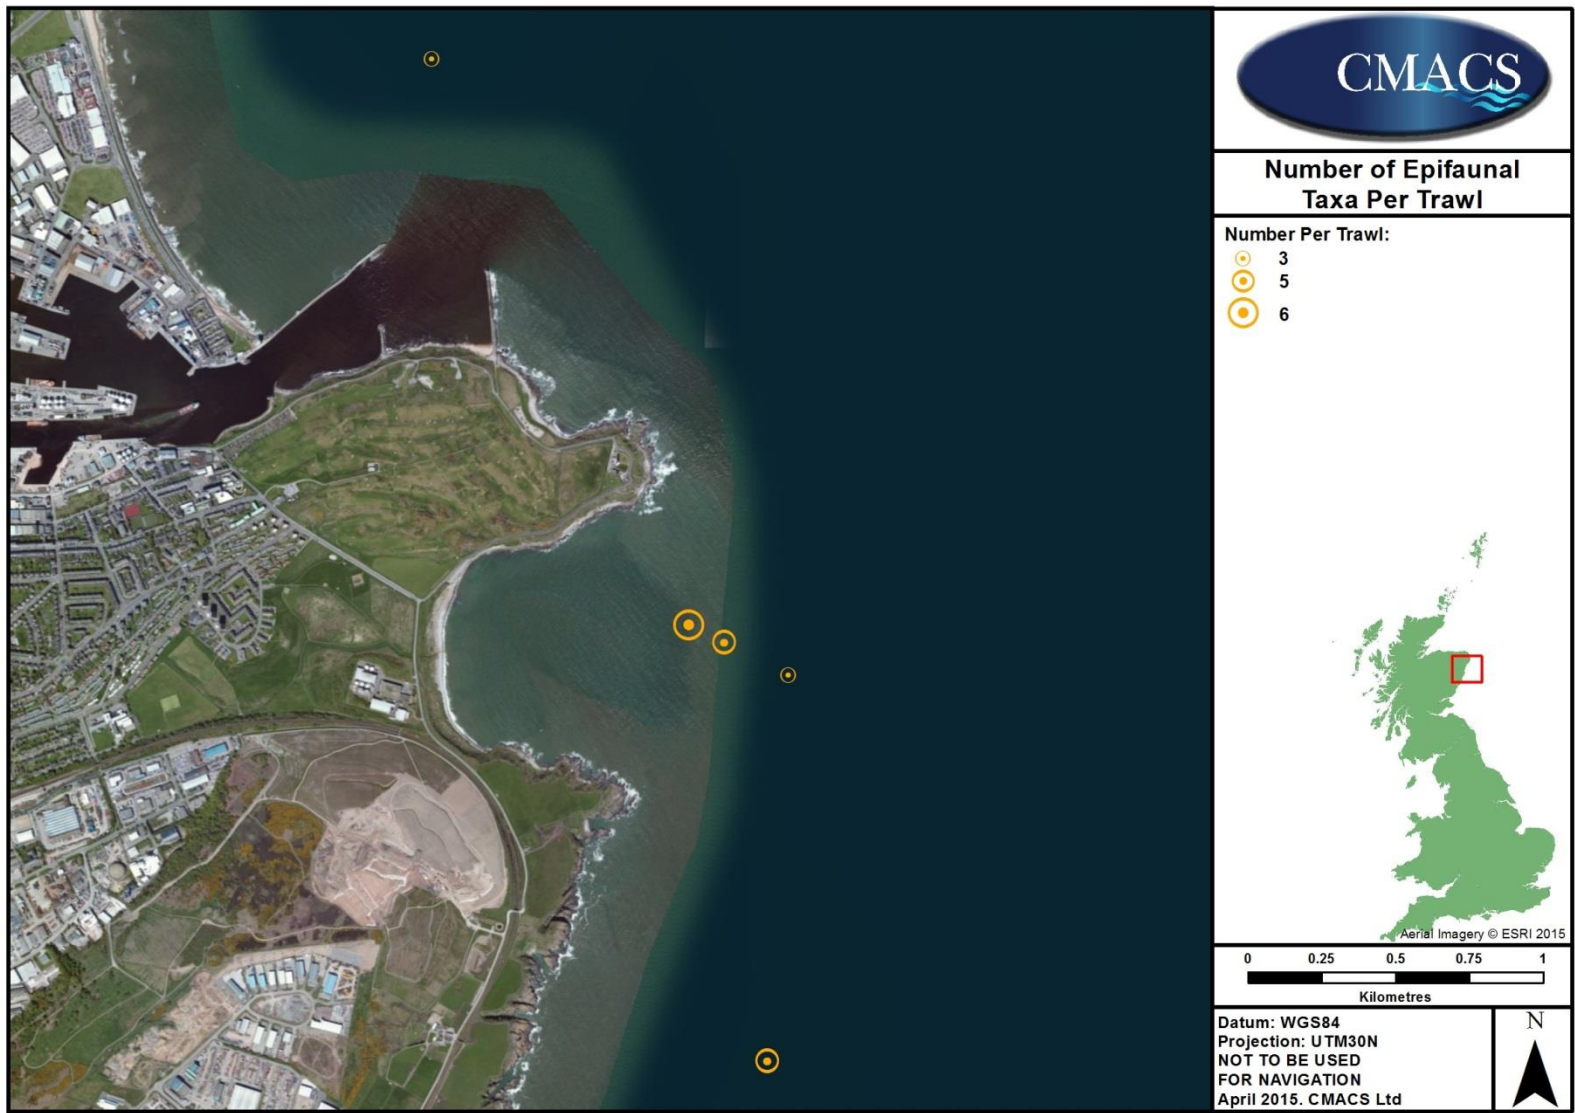 CMACS
Number of Epifaunal
Taxa Per Trawl
Number Per Trawl:
3
5
6
Aerial Imagery © ESRI 2015
0 0.25 0.5 0.75 1
Kilometres
Datum: WGS84
Projection: UTM30N
NOT TO BE USED
FOR NAVIGATION
April 2015. CMACS Ltd
N